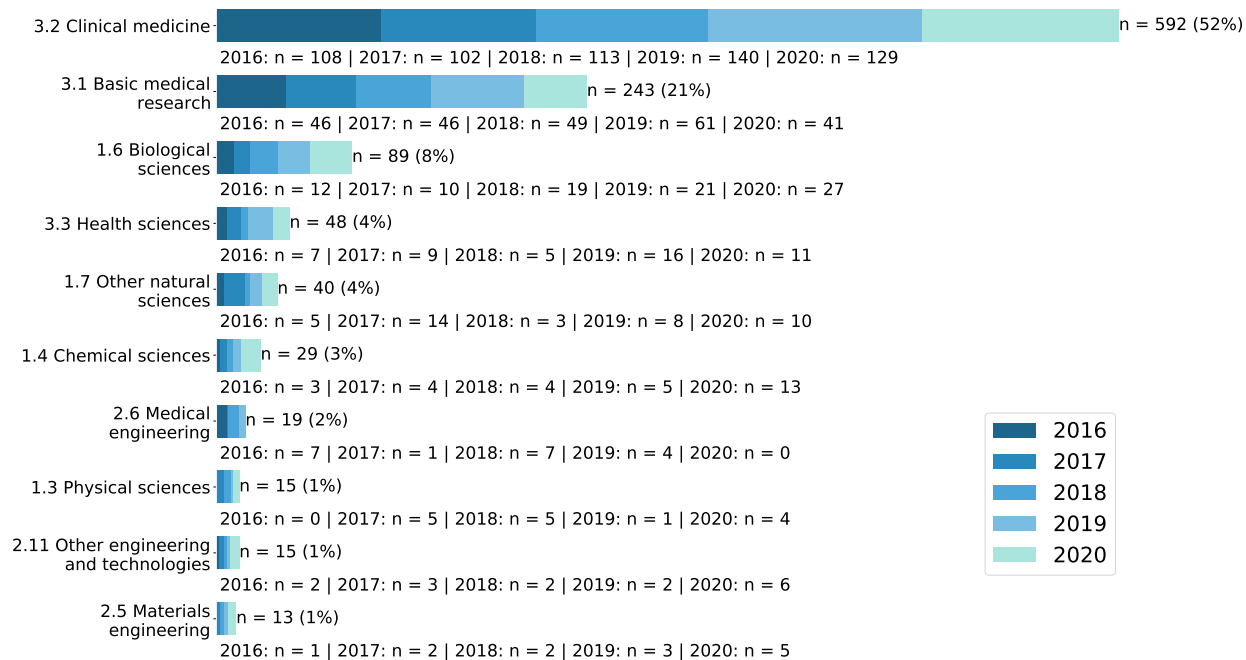 3.2 Clinical medicine
n = 592 (52%)
2016: n = 108 | 2017: n = 102 | 2018: n = 113 | 2019: n = 140 | 2020: n = 129
3.1 Basic medical
research
n = 243 (21%)
2016: n = 46 | 2017: n = 46 | 2018: n = 49 | 2019: n = 61 | 2020: n = 41
1.6 Biological
sciences
n = 89 (8%)
2016: n = 12 | 2017: n = 10 | 2018: n = 19 | 2019: n = 21 | 2020: n = 27
3.3 Health sciences
n = 48 (4%)
2016: n = 7 | 2017: n = 9 | 2018: n = 5 | 2019: n = 16 | 2020: n = 11
1.7 Other natural
sciences
n = 40 (4%)
2016: n = 5 | 2017: n = 14 | 2018: n = 3 | 2019: n = 8 | 2020: n = 10
1.4 Chemical sciences
n = 29 (3%)
2016: n = 3 | 2017: n = 4 | 2018: n = 4 | 2019: n = 5 | 2020: n = 13
2.6 Medical
engineering
n = 19 (2%)
2016: n = 7 | 2017: n = 1 | 2018: n = 7 | 2019: n = 4 | 2020: n = 0
1.3 Physical sciences
n = 15 (1%)
2016: n = 0 | 2017: n = 5 | 2018: n = 5 | 2019: n = 1 | 2020: n = 4
2.11 Other engineering
and technologies
n = 15 (1%)
2016: n = 2 | 2017: n = 3 | 2018: n = 2 | 2019: n = 2 | 2020: n = 6
2.5 Materials
engineering
n = 13 (1%)
2016: n = 1 | 2017: n = 2 | 2018: n = 2 | 2019: n = 3 | 2020: n = 5
2016
2017
2018
2019
2020